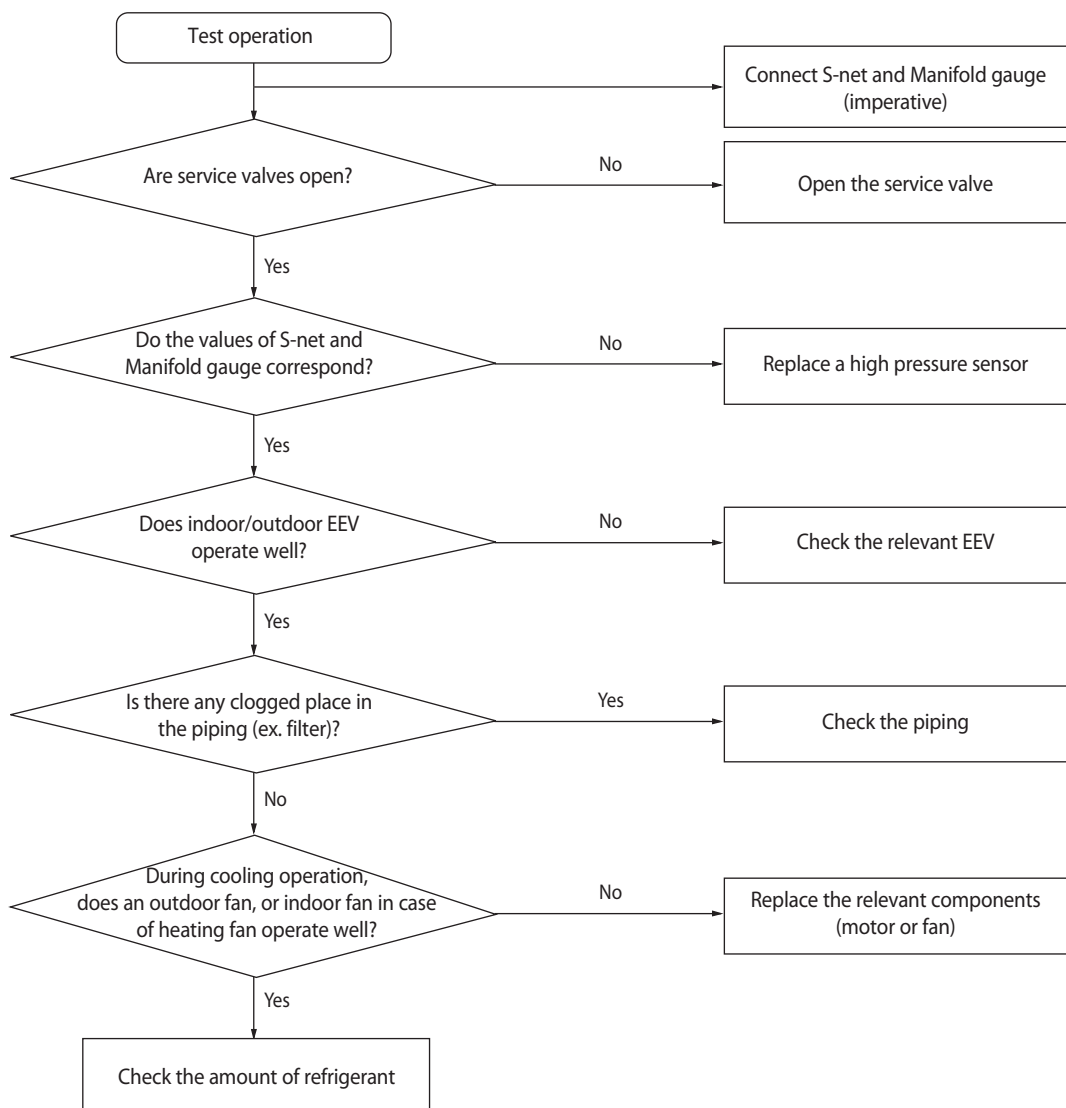 Test operation
Connect S-net and Manifold gauge
(imperative)
Are service valves open?
No
Open the service valve
Yes
Do the values of S-net and
Manifold gauge correspond?
No
Replace a high pressure sensor
Yes
Does indoor/outdoor EEV
operate well?
No
Check the relevant EEV
Yes
Is there any clogged place in
the piping (ex. filter)?
Yes
Check the piping
No
During cooling operation,
does an outdoor fan, or indoor fan in case
of heating fan operate well?
No
Replace the relevant components
(motor or fan)
Yes
Check the amount of refrigerant